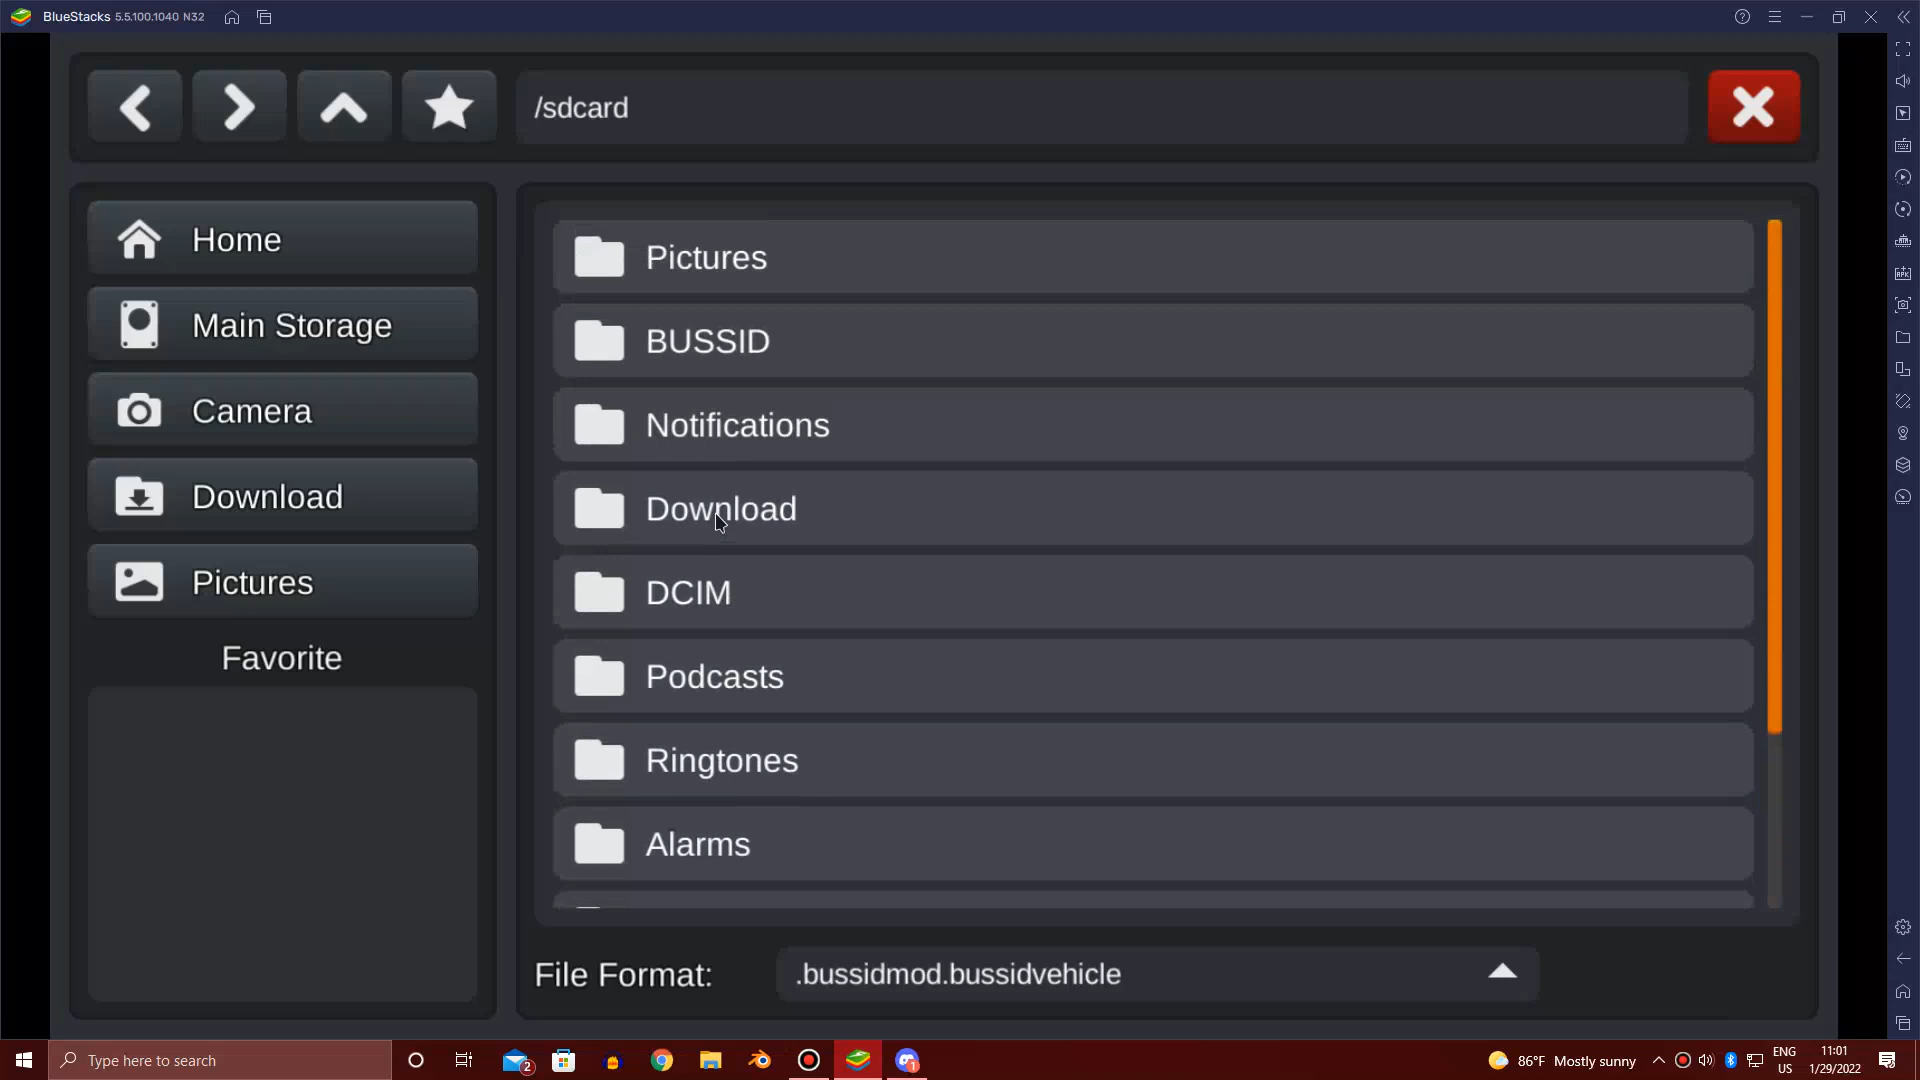 BlueStacks 5.5.100.1040 N32
/sdcard
Home
Main Storage
Camera
Download
Pictures
Favorite
Pictures
BUSSID
Notifications
Download
DCIM
Podcasts
Ringtones
Alarms
File Format:
.bussidmod.bussidvehicle
Type here to search
2
1
86°F Mostly sunny
ENG
US
11:01
1/29/2022